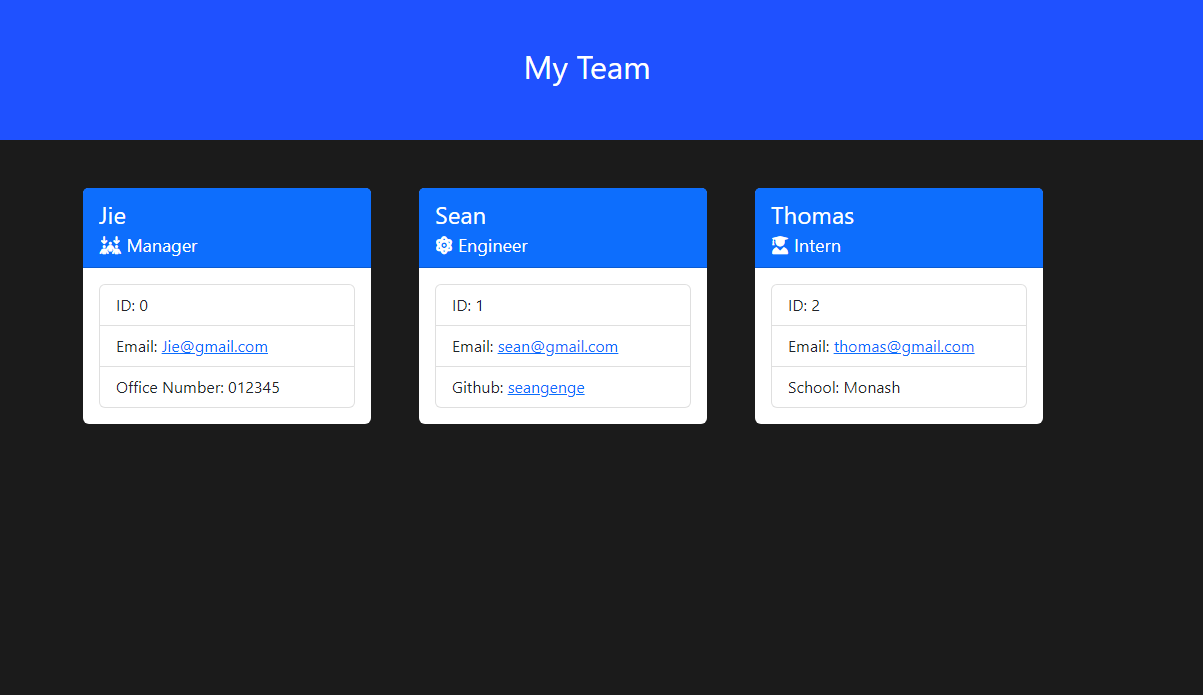 My Team
Jie
Manager
ID: 0
Email: Jie@gmail.com
Office Number: 012345
Sean
Engineer
ID: 1
Email: sean@gmail.com
Github: seangenge
Thomas
Intern
ID: 2
Email: thomas@gmail.com
School: Monash